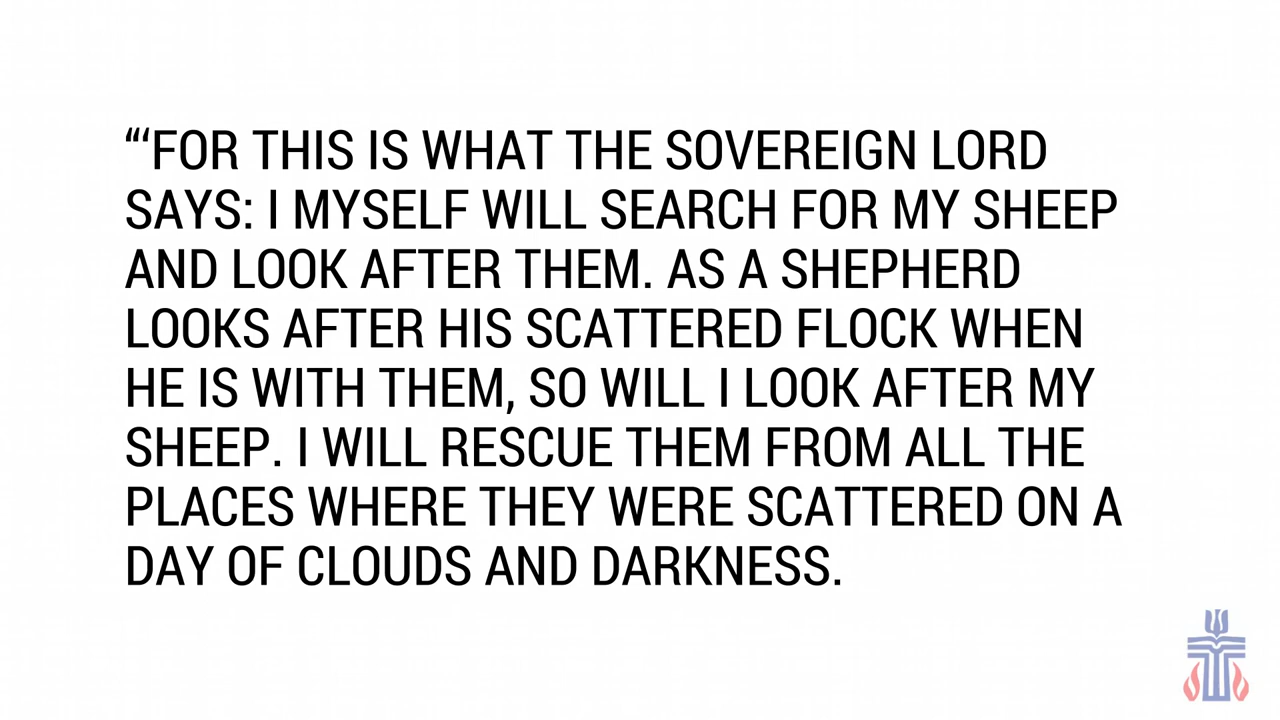 “‘FOR THIS IS WHAT THE SOVEREIGN LORD
SAYS: I MYSELF WILL SEARCH FOR MY SHEEP
AND LOOK AFTER THEM. AS A SHEPHERD
LOOKS AFTER HIS SCATTERED FLOCK WHEN
HE IS WITH THEM, SO WILL I LOOK AFTER MY
SHEEP. I WILL RESCUE THEM FROM ALL THE
PLACES WHERE THEY WERE SCATTERED ON A
DAY OF CLOUDS AND DARKNESS.